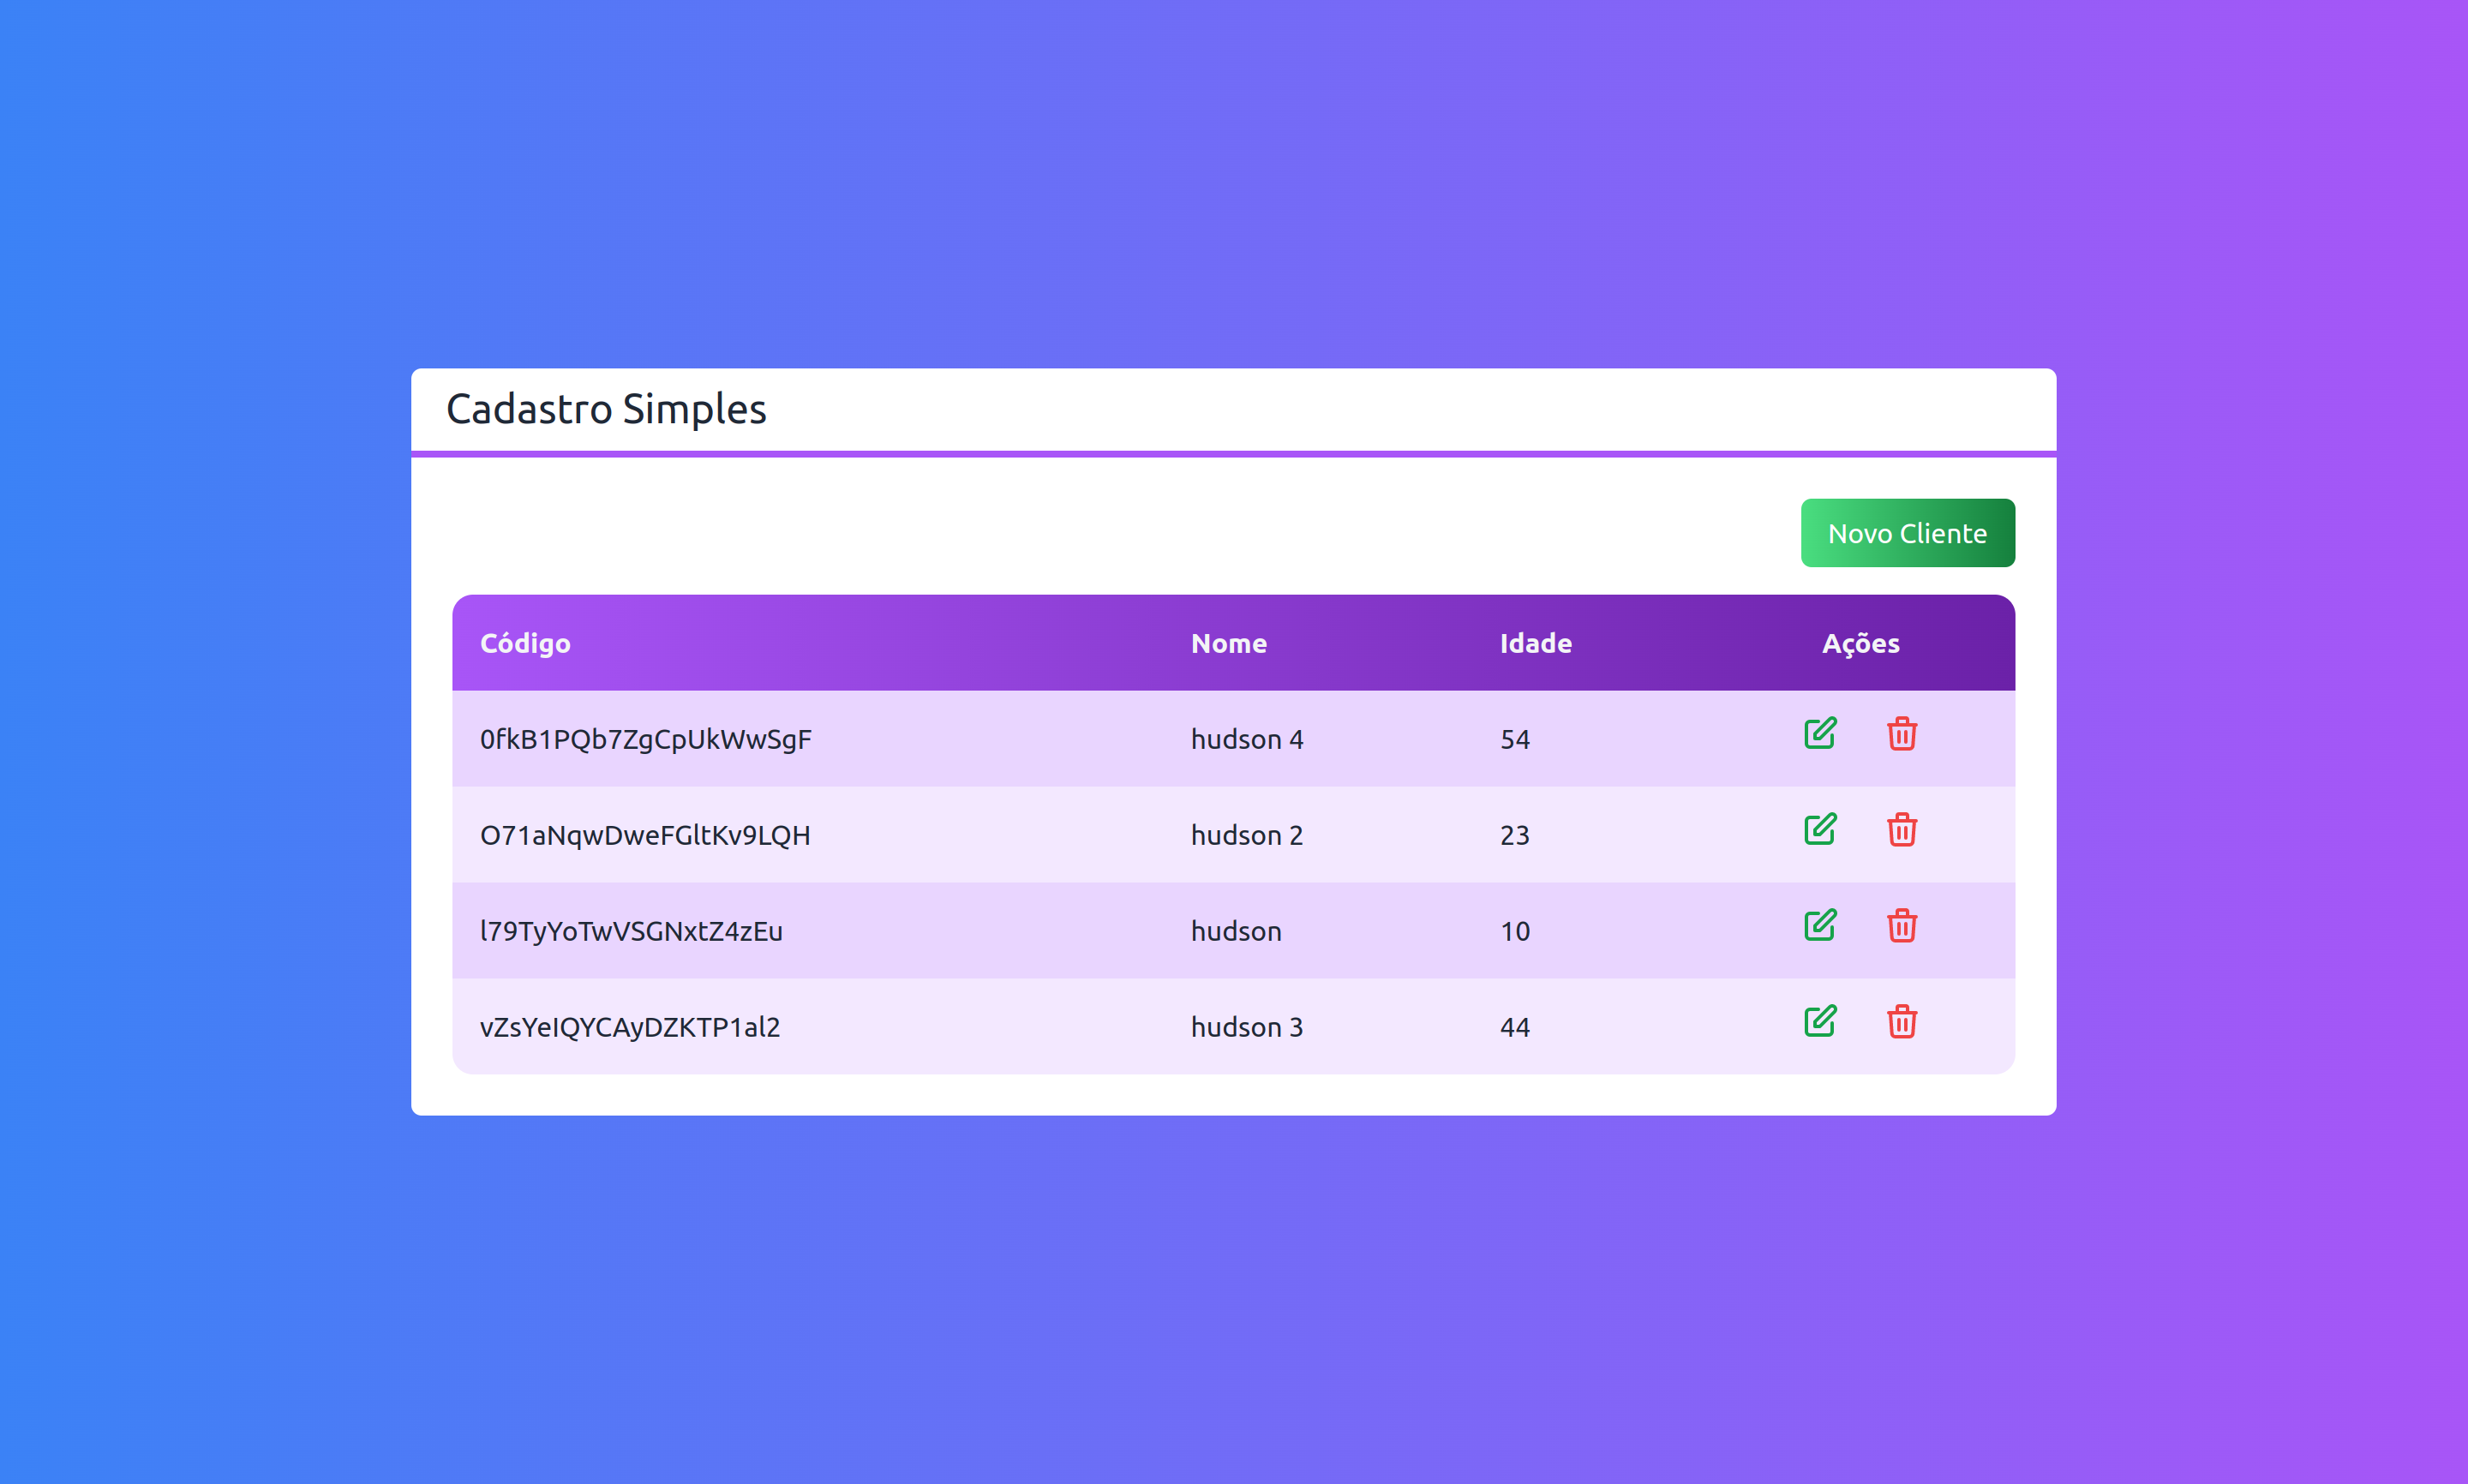 Cadastro Simples
Novo Cliente
Código Nome Idade Ações
0fkB1PQb7ZgCpUkWwSgF hudson 4 54
O71aNqwDweFGltKv9LQH hudson 2 23
l79TyYoTwVSGNxtZ4zEu hudson 10
vZsYeIQYCAyDZKTP1al2 hudson 3 44